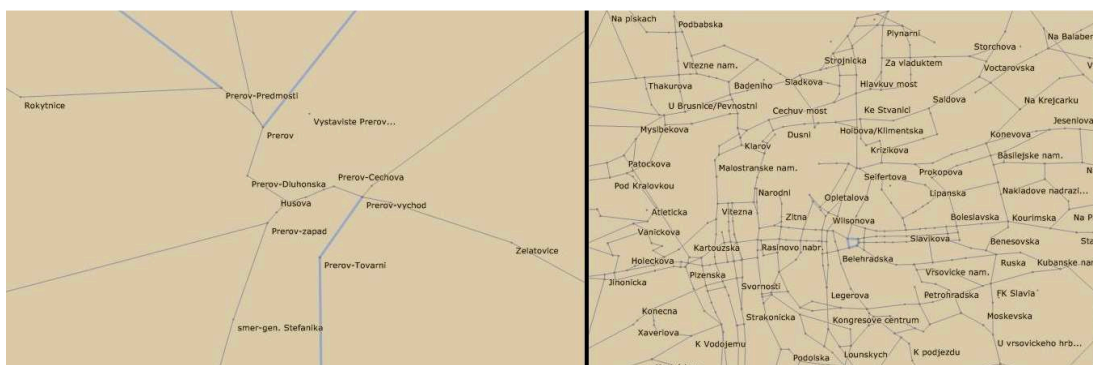 Rokytnice
Prerov-Predmosti
Vystaviste Prerov...
Prerov
Prerov-Cechova
Prerov-Dluhonska
Husova
Prerov-vychod
Prerov-zapad
Zelatovice
Prerov-Tovarni
smer-gen. Stefanika
Na piskach
Podbabska
Plynarni
Na Balaben
Storchova
Strojnicka
Vitezne nam.
Za viaduktem
Voctarovska
V
Thakurova
Badeniho
Sladkova
Hlavkuv most
U Brusnice/Pevnostni
Saldova
Na Krejcarku
Cechuv most
Ke Stvanici
Jeseniova
Myslbekova
Dusni
Holbova/Klimentska
Konevova
Klarov
Krizikova
Basilejske nam.
Patockova
Malostranske nam.
Seifertova
Prokopova
N
Pod Kralovkou
Narodni
Opletalova
Lipanska
Nakladove nadrazi...
Atleticka
Vitezna
Zitna
Wilsonova
Boleslavska
Kourimska
Na P
Vanickova
Kartouzska
Rasinovo nabr.
Slavikova
Benesovska
Sta
Holeckova
Belehradska
Ruska
Kubanske nam
Jinonicka
Plzenska
Vrsovicke nam.
Svornosti
Legerova
Petrohradska
FK Slavia
Konecna
Strakonicka
Kongresove centrum
Moskevska
Xaveriova
K Vodojemu
Podolska
Lounskych
K podjezdu
U vrsovickeho hrb...